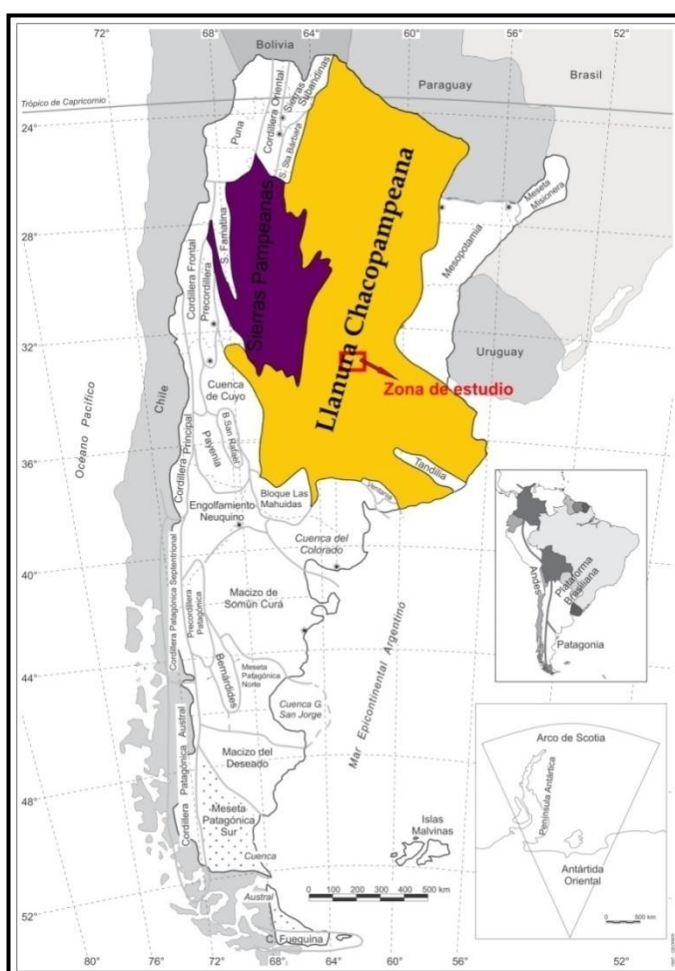 72°
68°
64°
60°
56°
52°
Bolivia
Paraguay
Brasil
Trópico de Capricornio
24°
28°
32°
36°
40°
44°
48°
52°
Puna
Cordillera Oriental
Sierras Subandinas
S. Sta Bárbara
Sierras Pampeanas
S. Famatina
Cordillera Frontal
Precordillera
Llanura Chacopampeana
Mesopotamia
Meseta Misionera
Uruguay
Zona de estudio
Océano Pacífico
Chile
Cordillera Principal
Cuenca de Cuyo
Payenia
B. San Rafael
Bloque Las Mahuidas
Tandilia
Ventania
Engolfamiento Neuquino
Cuenca del Colorado
Cordillera Patagónica Septentrional
Precordillera Patagónica
Macizo de Somún Curá
Bernárdides
Meseta Patagónica Norte
Cuenca G. San Jorge
Mar Epicontinental Argentino
Cordillera Patagónica Austral
Macizo del Deseado
Meseta Patagónica Sur
Cuenca
Austral
C. Fueguina
Islas Malvinas
0 100 200 300 400 500 km
Andes
Plataforma Brasiliana
Patagonia
Arco de Scotia
Península Antártica
Antártida Oriental
0 500 km
80°
76°
72°
68°
64°
60°
56°
52°